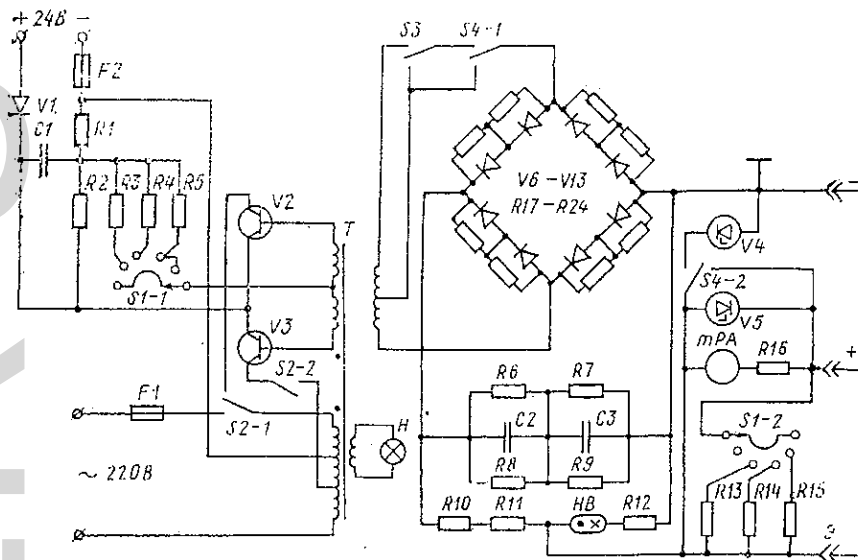 + 24В -
S3
S4-1
F2
V1
C1
R1
R2
R3
R4
R5
V2
T
V6-V13
R17-R24
V4
S4-2
V5
S1-1
V3
mPA
R16
+
S2-2
R6
R7
F1
S2-1
H
C2
C3
S1-2
~ 220В
R8
R9
R13
R14
R15
R10
R11
HB
R12
Э